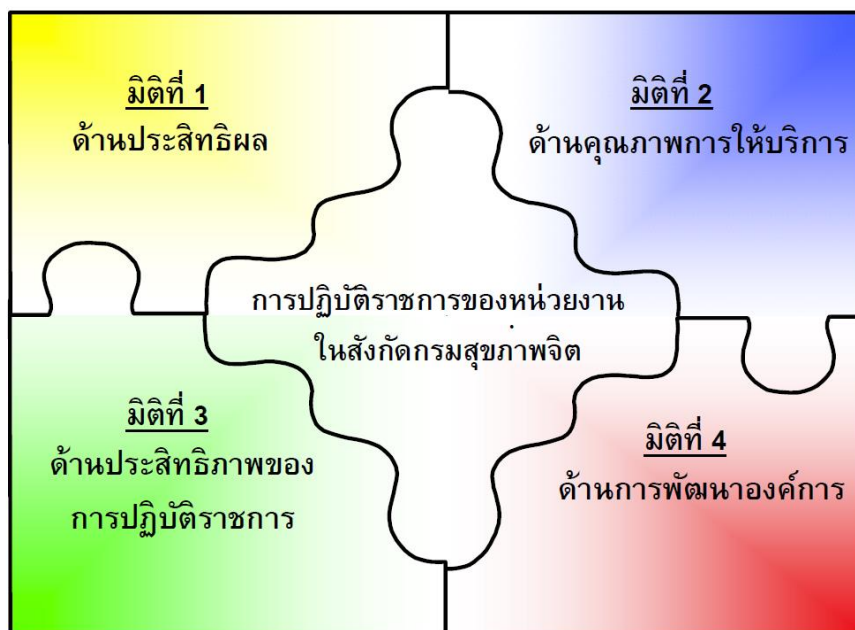 มิติที่ 1
ด้านประสิทธิผล
มิติที่ 2
ด้านคุณภาพการให้บริการ
การปฏิบัติราชการของหน่วยงาน
ในสังกัดกรมสุขภาพจิต
มิติที่ 3
ด้านประสิทธิภาพของ
การปฏิบัติราชการ
มิติที่ 4
ด้านการพัฒนาองค์การ